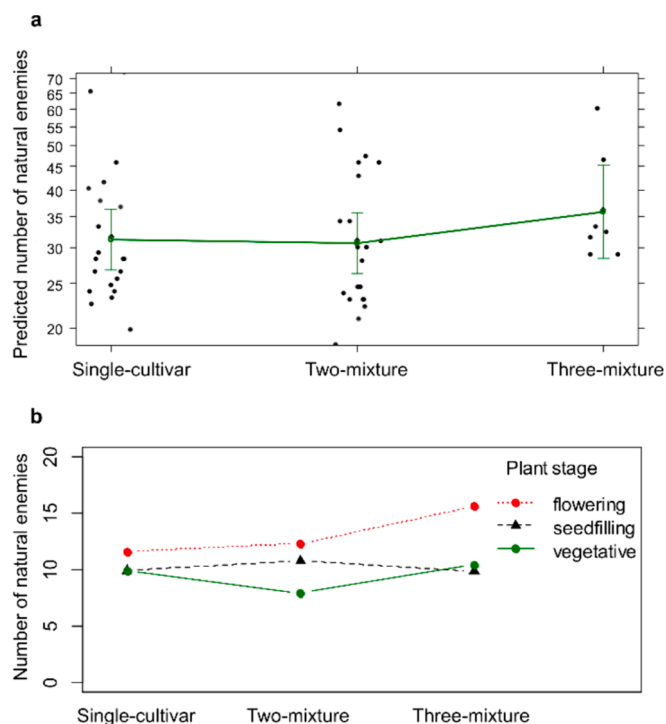 a
Predicted number of natural enemies
70
65
60
55
50
45
40
35
30
25
20
Single-cultivar Two-mixture Three-mixture
b
Number of natural enemies
20
15
10
5
0
Plant stage
flowering
seedfilling
vegetative
Single-cultivar Two-mixture Three-mixture